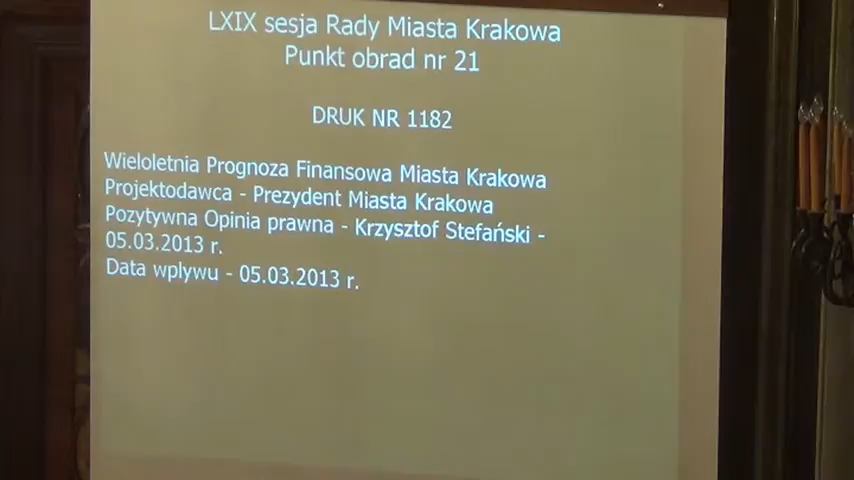 LXIX sesja Rady Miasta Krakowa
Punkt obrad nr 21
DRUK NR 1182
Wieloletnia Prognoza Finansowa Miasta Krakowa
Projektodawca - Prezydent Miasta Krakowa
Pozytywna Opinia prawna - Krzysztof Stefański -
05.03.2013 r.
Data wplywu - 05.03.2013 r.